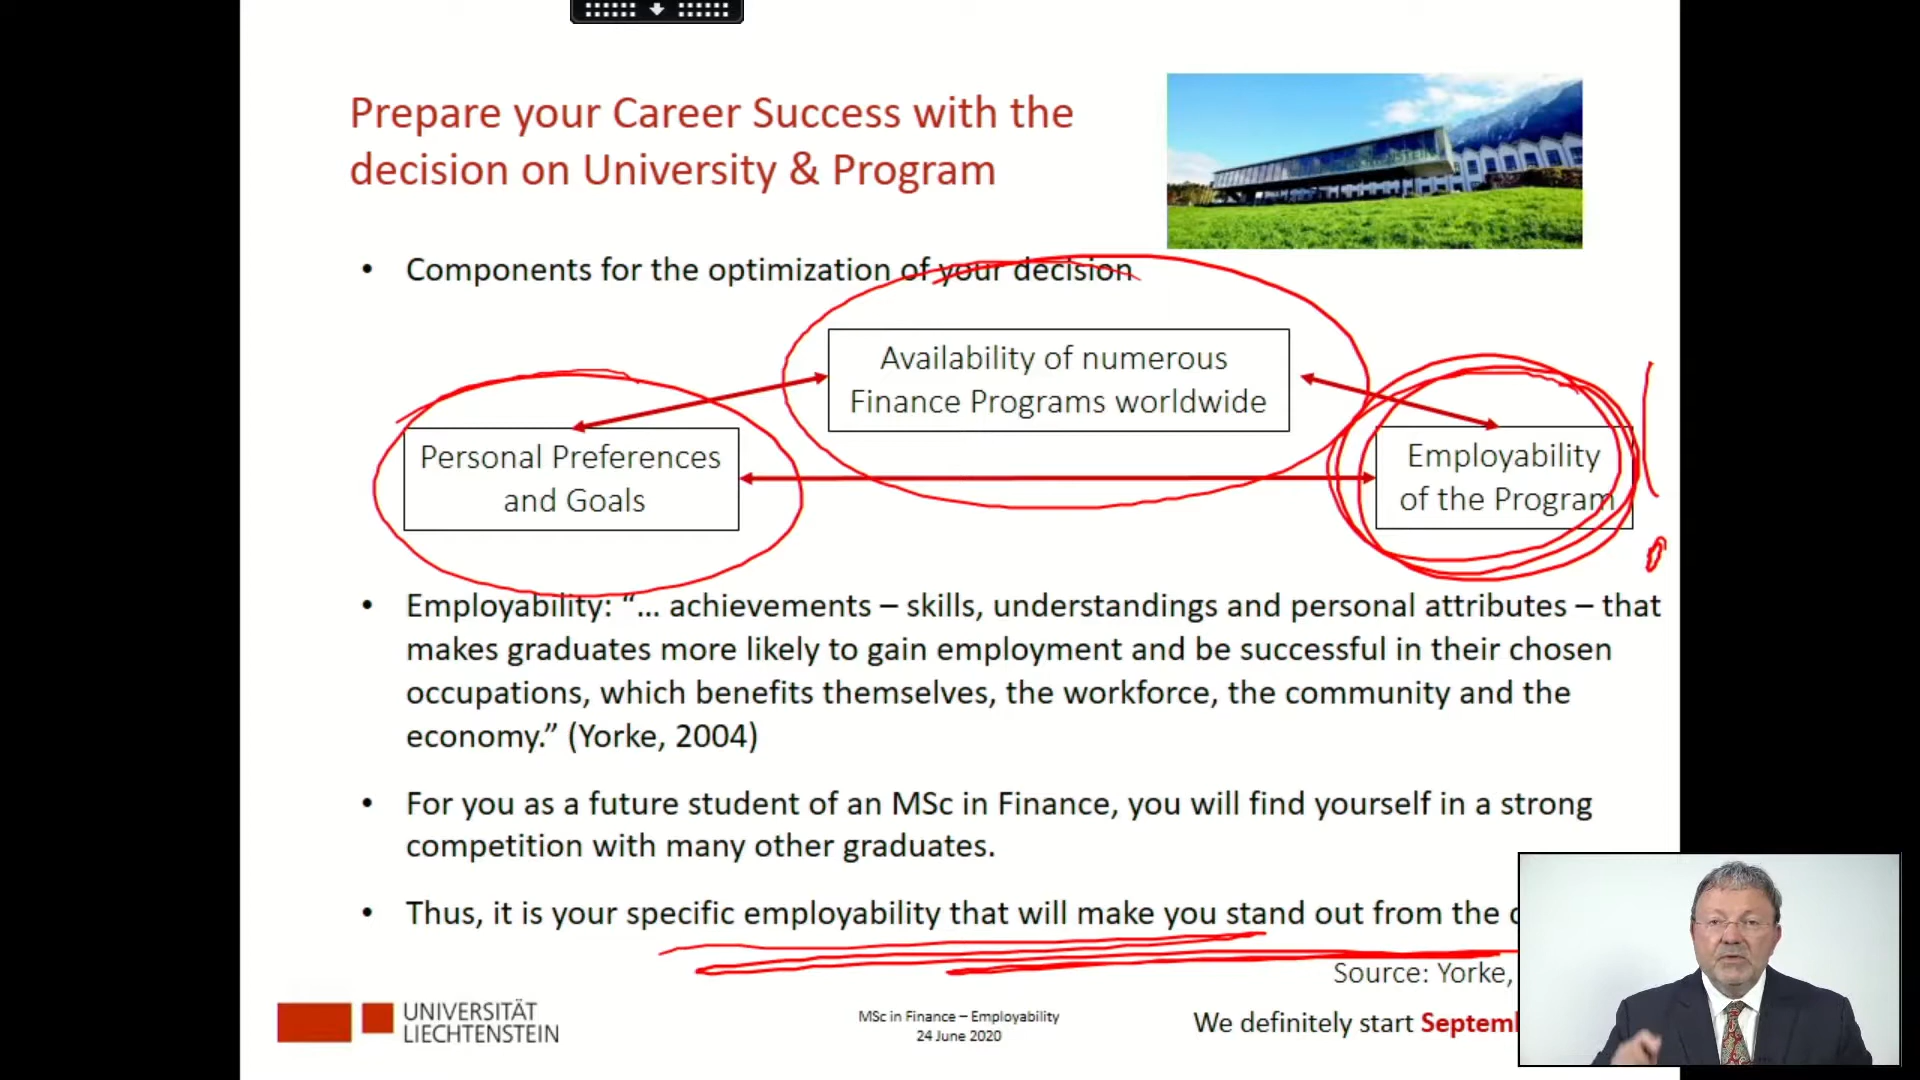 Prepare your Career Success with the
decision on University & Program
• Components for the optimization of your decision
Availability of numerous
Finance Programs worldwide
Personal Preferences
and Goals
Employability
of the Program
• Employability: “... achievements – skills, understandings and personal attributes – that
makes graduates more likely to gain employment and be successful in their chosen
occupations, which benefits themselves, the workforce, the community and the
economy.” (Yorke, 2004)
• For you as a future student of an MSc in Finance, you will find yourself in a strong
competition with many other graduates.
• Thus, it is your specific employability that will make you stand out from the
Source: Yorke,
UNIVERSITÄT
LIECHTENSTEIN
MSc in Finance – Employability
24 June 2020
We definitely start